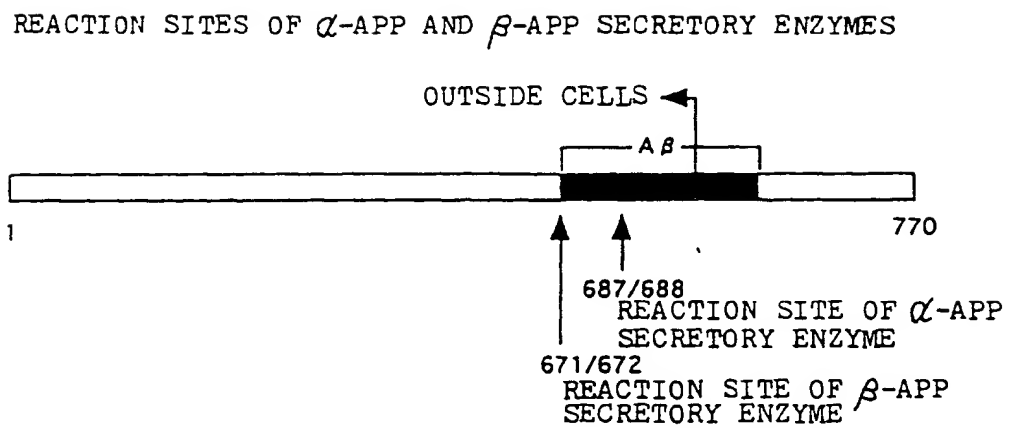 REACTION SITES OF α-APP AND β-APP SECRETORY ENZYMES
OUTSIDE CELLS
Aβ
1
770
687/688
REACTION SITE OF α-APP
SECRETORY ENZYME
671/672
REACTION SITE OF β-APP
SECRETORY ENZYME